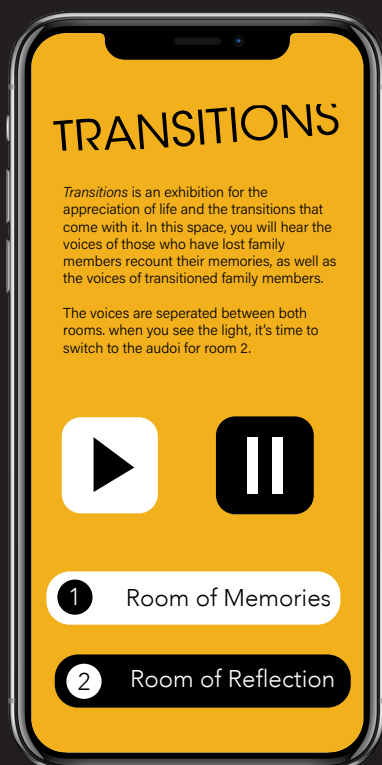 TRANSITIONS
Transitions is an exhibition for the
appreciation of life and the transitions that
come with it. In this space, you will hear the
voices of those who have lost family
members recount their memories, as well as
the voices of transitioned family members.
The voices are seperated between both
rooms. when you see the light, it's time to
switch to the audoi for room 2.
1 Room of Memories
2 Room of Reflection